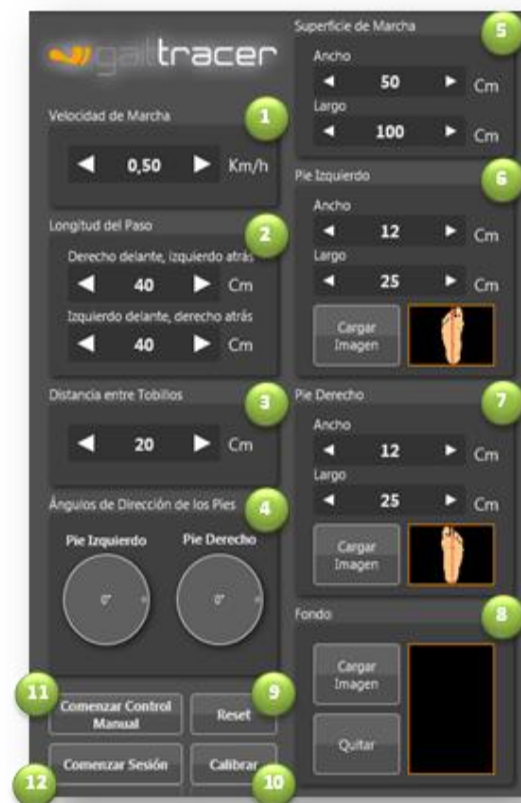 gaittracer
Velocidad de Marcha
1
0,50 Km/h
Longitud del Paso
2
Derecho delante, izquierdo atrás
40 Cm
Izquierdo delante, derecho atrás
40 Cm
Distancia entre Tobillos
3
20 Cm
Ángulos de Dirección de los Pies
4
Pie Izquierdo
Pie Derecho
0°
0°
11
Comenzar Control
Manual
9
Reset
12
Comenzar Sesión
10
Calibrar
Superficie de Marcha
5
Ancho
50 Cm
Largo
100 Cm
Pie Izquierdo
6
Ancho
12 Cm
Largo
25 Cm
Cargar
Imagen
Pie Derecho
7
Ancho
12 Cm
Largo
25 Cm
Cargar
Imagen
Fondo
8
Cargar
Imagen
Quitar